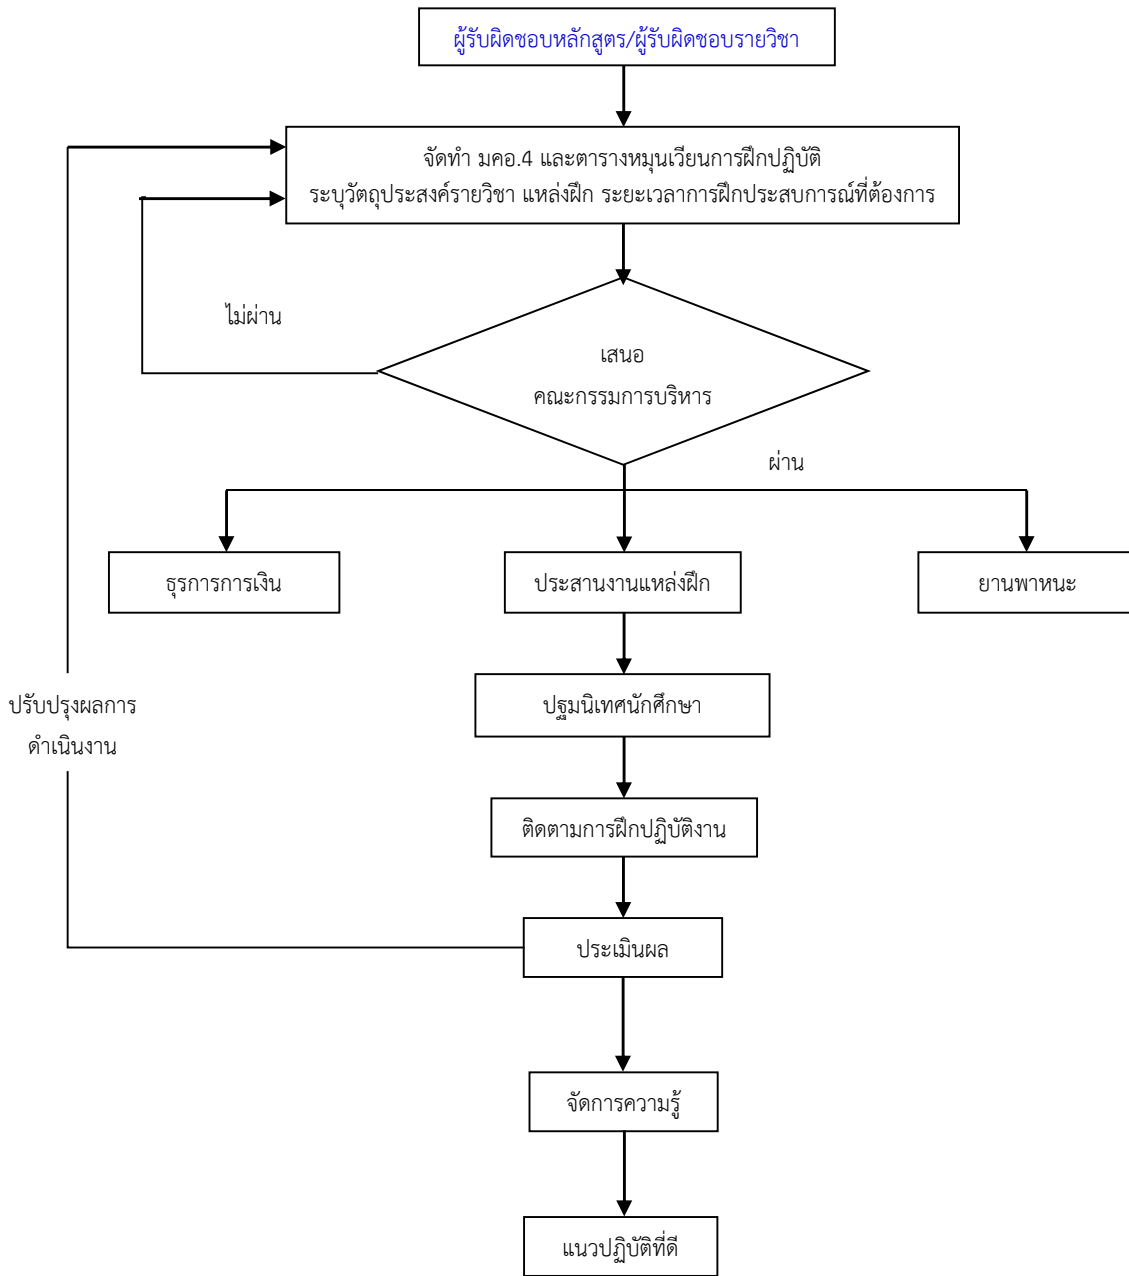 ผู้รับผิดชอบหลักสูตร/ผู้รับผิดชอบรายวิชา
จัดทำ มคอ.4 และตารางหมุนเวียนการฝึกปฏิบัติ
ระบุวัตถุประสงค์รายวิชา แหล่งฝึก ระยะเวลาการฝึกประสบการณ์ที่ต้องการ
ไม่ผ่าน
เสนอ
คณะกรรมการบริหาร
ผ่าน
ธุรการการเงิน
ประสานงานแหล่งฝึก
ยานพาหนะ
ปฐมนิเทศนักศึกษา
ปรับปรุงผลการ
ดำเนินงาน
ติดตามการฝึกปฏิบัติงาน
ประเมินผล
จัดการความรู้
แนวปฏิบัติที่ดี